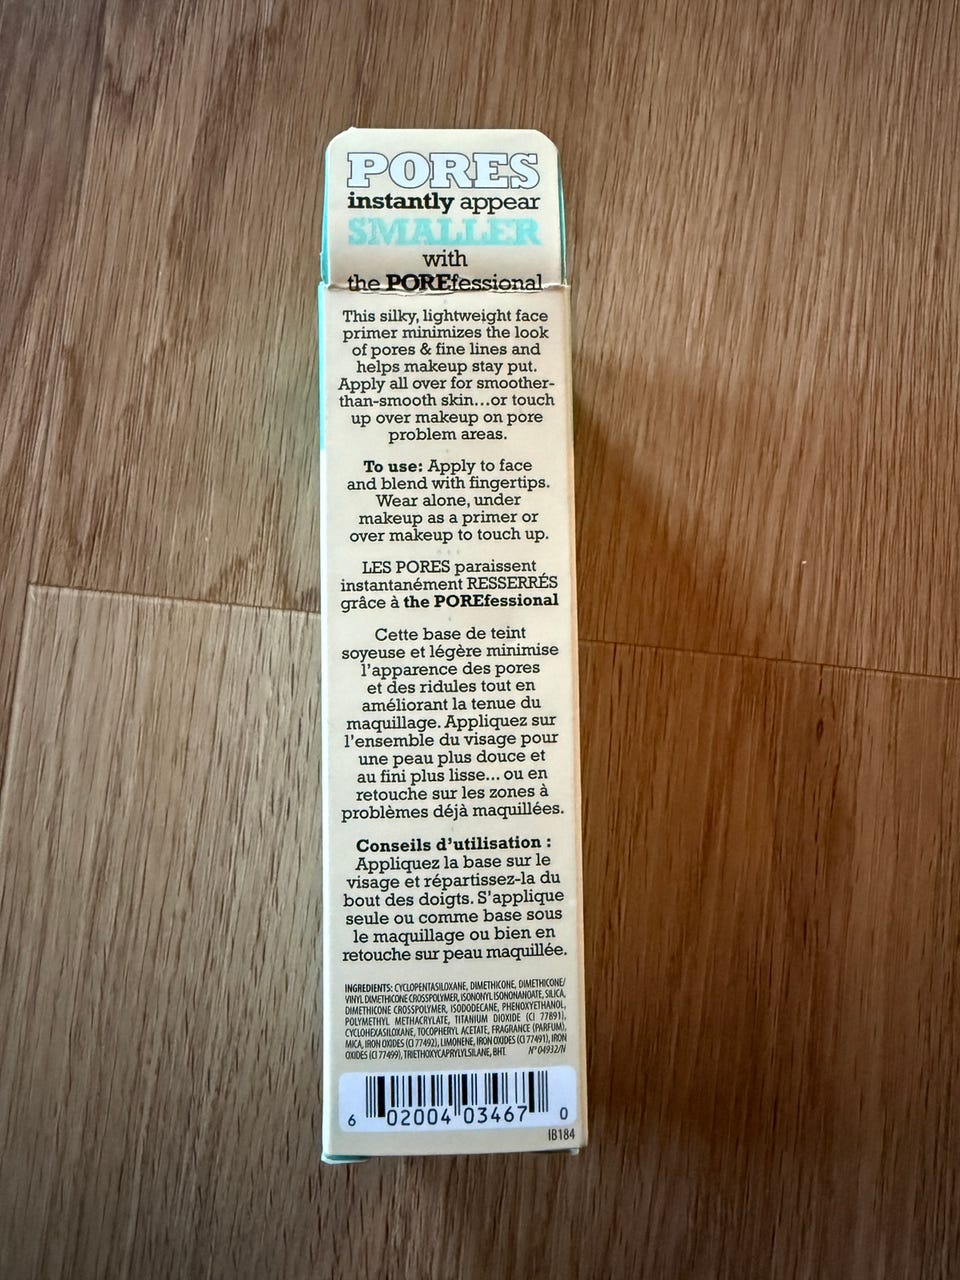 PORES
instantly appear
SMALLER
with
the POREfessional
This silky, lightweight face
primer minimizes the look
of pores & fine lines and
helps makeup stay put.
Apply all over for smoother-
than-smooth skin...or touch
up over makeup on pore
problem areas.
To use: Apply to face
and blend with fingertips.
Wear alone, under
makeup as a primer or
over makeup to touch up.
LES PORES paraissent
instantanément RESSERRÉS
grâce à the POREfessional
Cette base de teint
soyeuse et légère minimise
l'apparence des pores
et des ridules tout en
améliorant la tenue du
maquillage. Appliquez sur
l'ensemble du visage pour
une peau plus douce et
au fini plus lisse... ou en
retouche sur les zones à
problèmes déjà maquillées.
Conseils d'utilisation :
Appliquez la base sur le
visage et répartissez-la du
bout des doigts. S'applique
seule ou comme base sous
le maquillage ou bien en
retouche sur peau maquillée.
INGREDIENTS: CYCLOPENTASILOXANE, DIMETHICONE, DIMETHICONE/
VINYL DIMETHICONE CROSSPOLYMER, ISONONYL ISONONANOATE, SILICA,
DIMETHICONE CROSSPOLYMER, ISODODECANE, PHENOXYETHANOL,
POLYMETHYL METHACRYLATE, TITANIUM DIOXIDE (CI 77891),
CYCLOHEXASILOXANE, TOCOPHERYL ACETATE, FRAGRANCE (PARFUM),
MICA, IRON OXIDES (CI 77492), LIMONENE, IRON OXIDES (CI 77491), IRON
OXIDES (CI 77499), TRIETHOXYCAPRYLYLSILANE, BHT. N° 04932/N
6 02004 03467 0
IB184